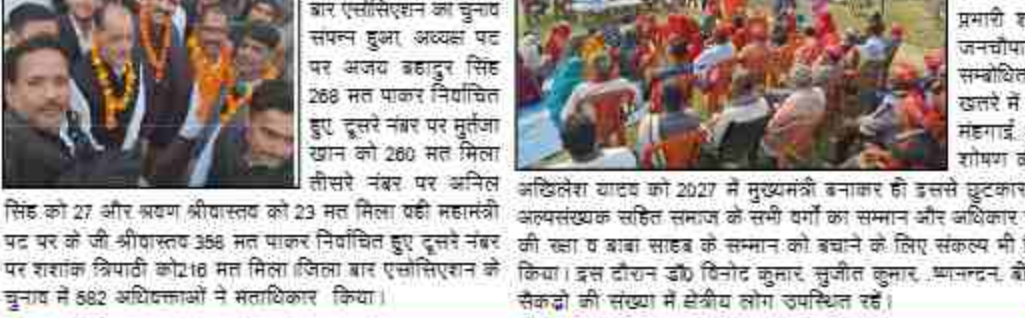 बार एसोसिएशन का चुनाव
संपन्न हुआ, अध्यक्ष पद
पर अजय बहादुर सिंह
268 मत पाकर निर्वाचित
हुए दूसरे नंबर पर मुर्तजा
खान को 260 मत मिला
तीसरे नंबर पर अनिल
सिंह को 27 और श्रवण श्रीवास्तव को 23 मत मिला वही महामंत्री
पद पर के जी श्रीवास्तव 358 मत पाकर निर्वाचित हुए दूसरे नंबर
पर शशांक त्रिपाठी को216 मत मिला।जिला बार एसोसिएशन के
चुनाव में 582 अधिवक्ताओं ने मताधिकार किया।
प्रभारी
जनचौपा
सम्बोधित
खतरे में
मंहगाई
शोषण
अखिलेश यादव को 2027 में मुख्यमंत्री बनाकर ही इससे छुटकार
अल्पसंख्यक सहित समाज के सभी वर्गो का सम्मान और अधिकार
की रक्षा व बाबा साहब के सम्मान को बचाने के लिए संकल्प भी
किया। इस दौरान डॉ0 विनोद कुमार, सुजीत कुमार,
सैकड़ो की संख्या में क्षेत्रीय लोग उपस्थित रहें।